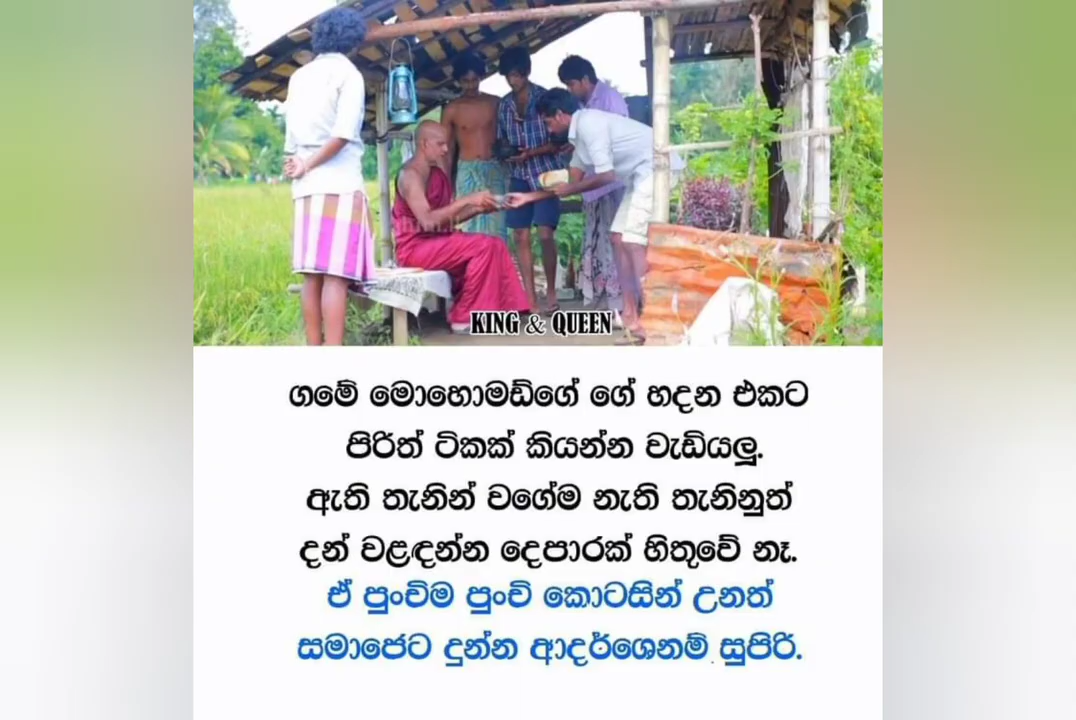 KING & QUEEN
ගමේ මොහොමඩ්ගේ ගේ හදන එකට
පිරිත් ටිකක් කියන්න වැඩියලූ.
ඇති තැනින් වගේම නැති තැනිනුත්
දන් වළඳන්න දෙපාරක් හිතුවේ නෑ.
ඒ පුංචිම පුංචි කොටසින් උනත්
සමාජෙට දුන්න ආදර්ශෙනම් සුපිරි.